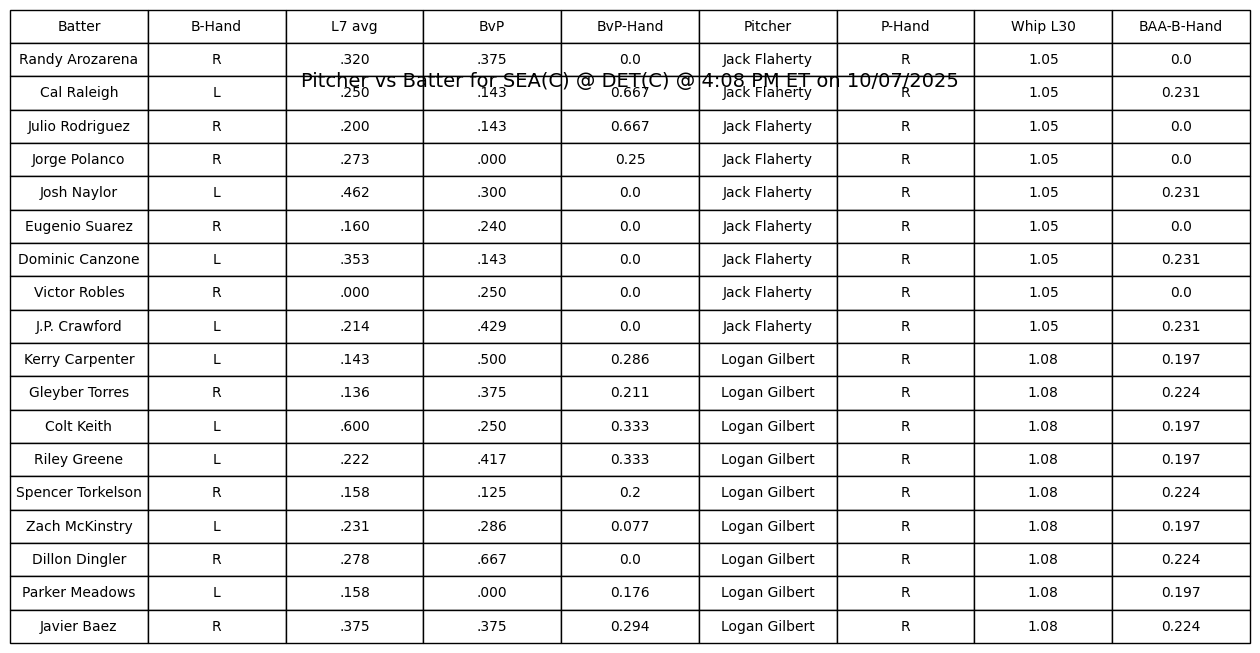 Batter B-Hand L7 avg BvP BvP-Hand Pitcher P-Hand Whip L30 BAA-B-Hand
Randy Arozarena R .320 .375 0.0 Jack Flaherty R 1.05 0.0
Pitcher vs Batter for SEA(C) @ DET(C) @ 4:08 PM ET on 10/07/2025
Cal Raleigh L .250 .143 0.667 Jack Flaherty R 1.05 0.231
Julio Rodriguez R .200 .143 0.667 Jack Flaherty R 1.05 0.0
Jorge Polanco R .273 .000 0.25 Jack Flaherty R 1.05 0.0
Josh Naylor L .462 .300 0.0 Jack Flaherty R 1.05 0.231
Eugenio Suarez R .160 .240 0.0 Jack Flaherty R 1.05 0.0
Dominic Canzone L .353 .143 0.0 Jack Flaherty R 1.05 0.231
Victor Robles R .000 .250 0.0 Jack Flaherty R 1.05 0.0
J.P. Crawford L .214 .429 0.0 Jack Flaherty R 1.05 0.231
Kerry Carpenter L .143 .500 0.286 Logan Gilbert R 1.08 0.197
Gleyber Torres R .136 .375 0.211 Logan Gilbert R 1.08 0.224
Colt Keith L .600 .250 0.333 Logan Gilbert R 1.08 0.197
Riley Greene L .222 .417 0.333 Logan Gilbert R 1.08 0.197
Spencer Torkelson R .158 .125 0.2 Logan Gilbert R 1.08 0.224
Zach McKinstry L .231 .286 0.077 Logan Gilbert R 1.08 0.197
Dillon Dingler R .278 .667 0.0 Logan Gilbert R 1.08 0.224
Parker Meadows L .158 .000 0.176 Logan Gilbert R 1.08 0.197
Javier Baez R .375 .375 0.294 Logan Gilbert R 1.08 0.224